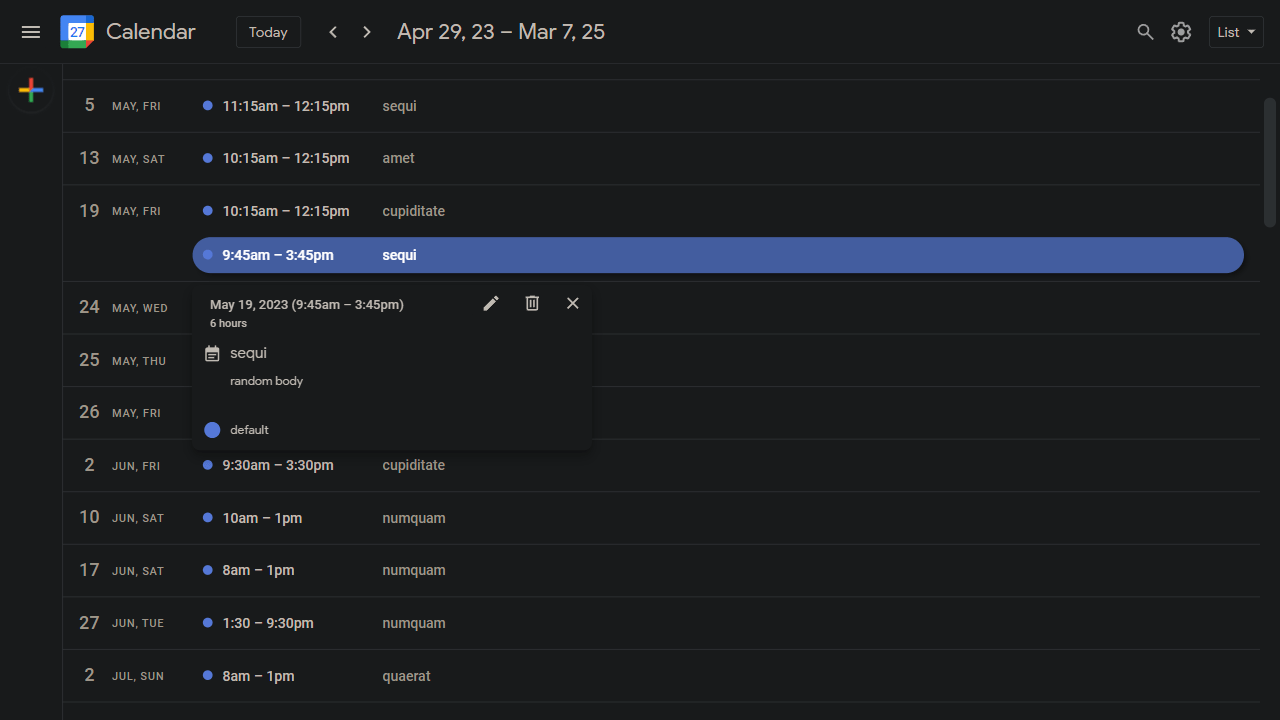 27 Calendar Today Apr 29, 23 – Mar 7, 25 List
5 MAY, FRI 11:15am – 12:15pm sequi
13 MAY, SAT 10:15am – 12:15pm amet
19 MAY, FRI 10:15am – 12:15pm cupiditate
9:45am – 3:45pm sequi
24 MAY, WED
May 19, 2023 (9:45am – 3:45pm)
6 hours
sequi
25 MAY, THU
random body
26 MAY, FRI
default
2 JUN, FRI 9:30am – 3:30pm cupiditate
10 JUN, SAT 10am – 1pm numquam
17 JUN, SAT 8am – 1pm numquam
27 JUN, TUE 1:30 – 9:30pm numquam
2 JUL, SUN 8am – 1pm quaerat